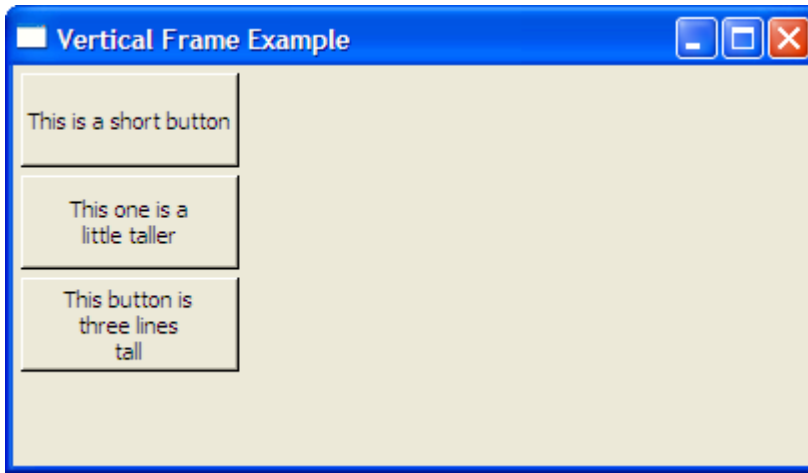 Vertical Frame Example
This is a short button
This one is a
little taller
This button is
three lines
tall